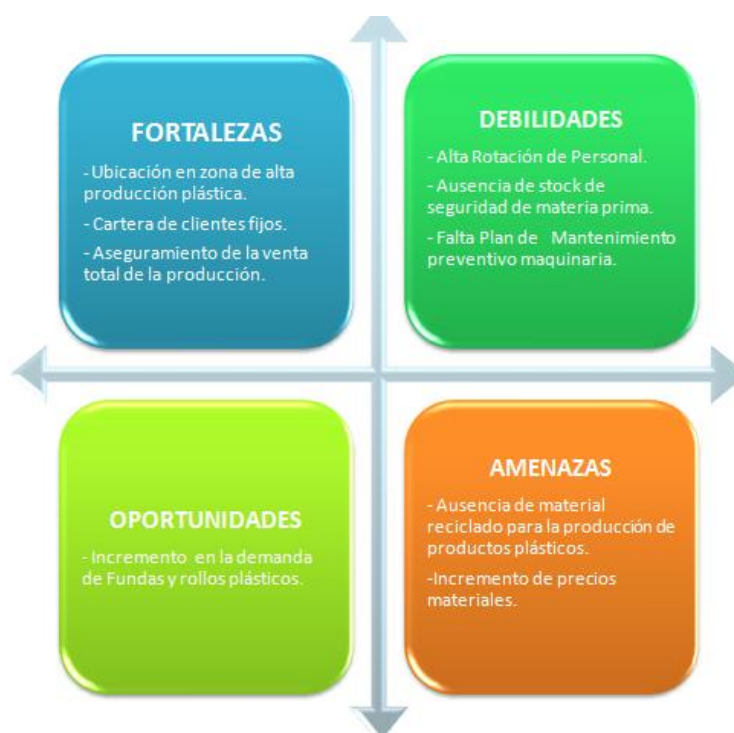 FORTALEZAS
- Ubicación en zona de alta
producción plástica.
- Cartera de clientes fijos.
- Aseguramiento de la venta
total de la producción.
DEBILIDADES
- Alta Rotación de Personal.
- Ausencia de stock de
seguridad de materia prima.
- Falta Plan de Mantenimiento
preventivo maquinaria.
OPORTUNIDADES
- Incremento en la demanda
de Fundas y rollos plásticos.
AMENAZAS
- Ausencia de material
reciclado para la producción de
productos plásticos.
-Incremento de precios
materiales.